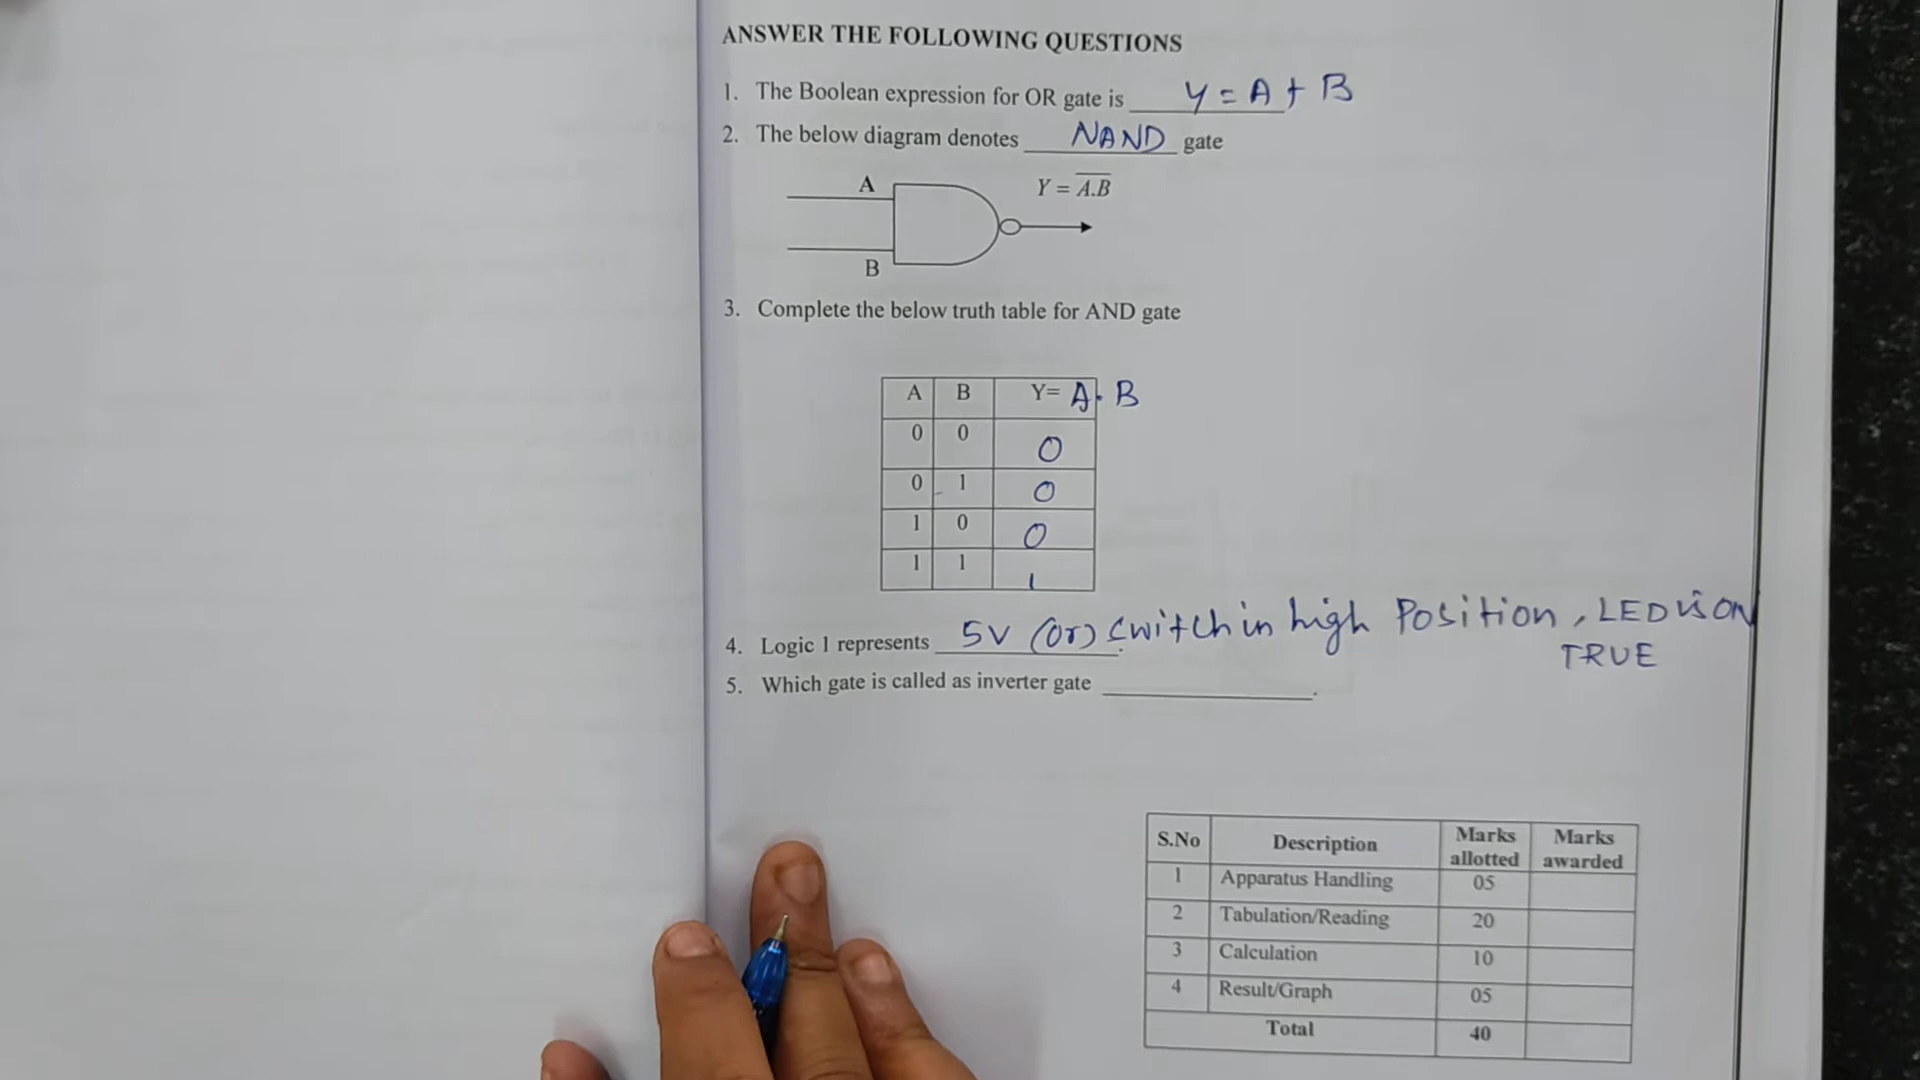 ANSWER THE FOLLOWING QUESTIONS
1. The Boolean expression for OR gate is Y = A + B
2. The below diagram denotes NAND gate
A
Y = \overline{A.B}
B
3. Complete the below truth table for AND gate
A B Y= A . B
0 0 0
0 1 0
1 0 0
1 1 1
4. Logic 1 represents 5V (or) switch in high Position, LED is ON
TRUE
5. Which gate is called as inverter gate ____.
S.No Description Marks allotted Marks awarded
1 Apparatus Handling 05
2 Tabulation/Reading 20
3 Calculation 10
4 Result/Graph 05
Total 40